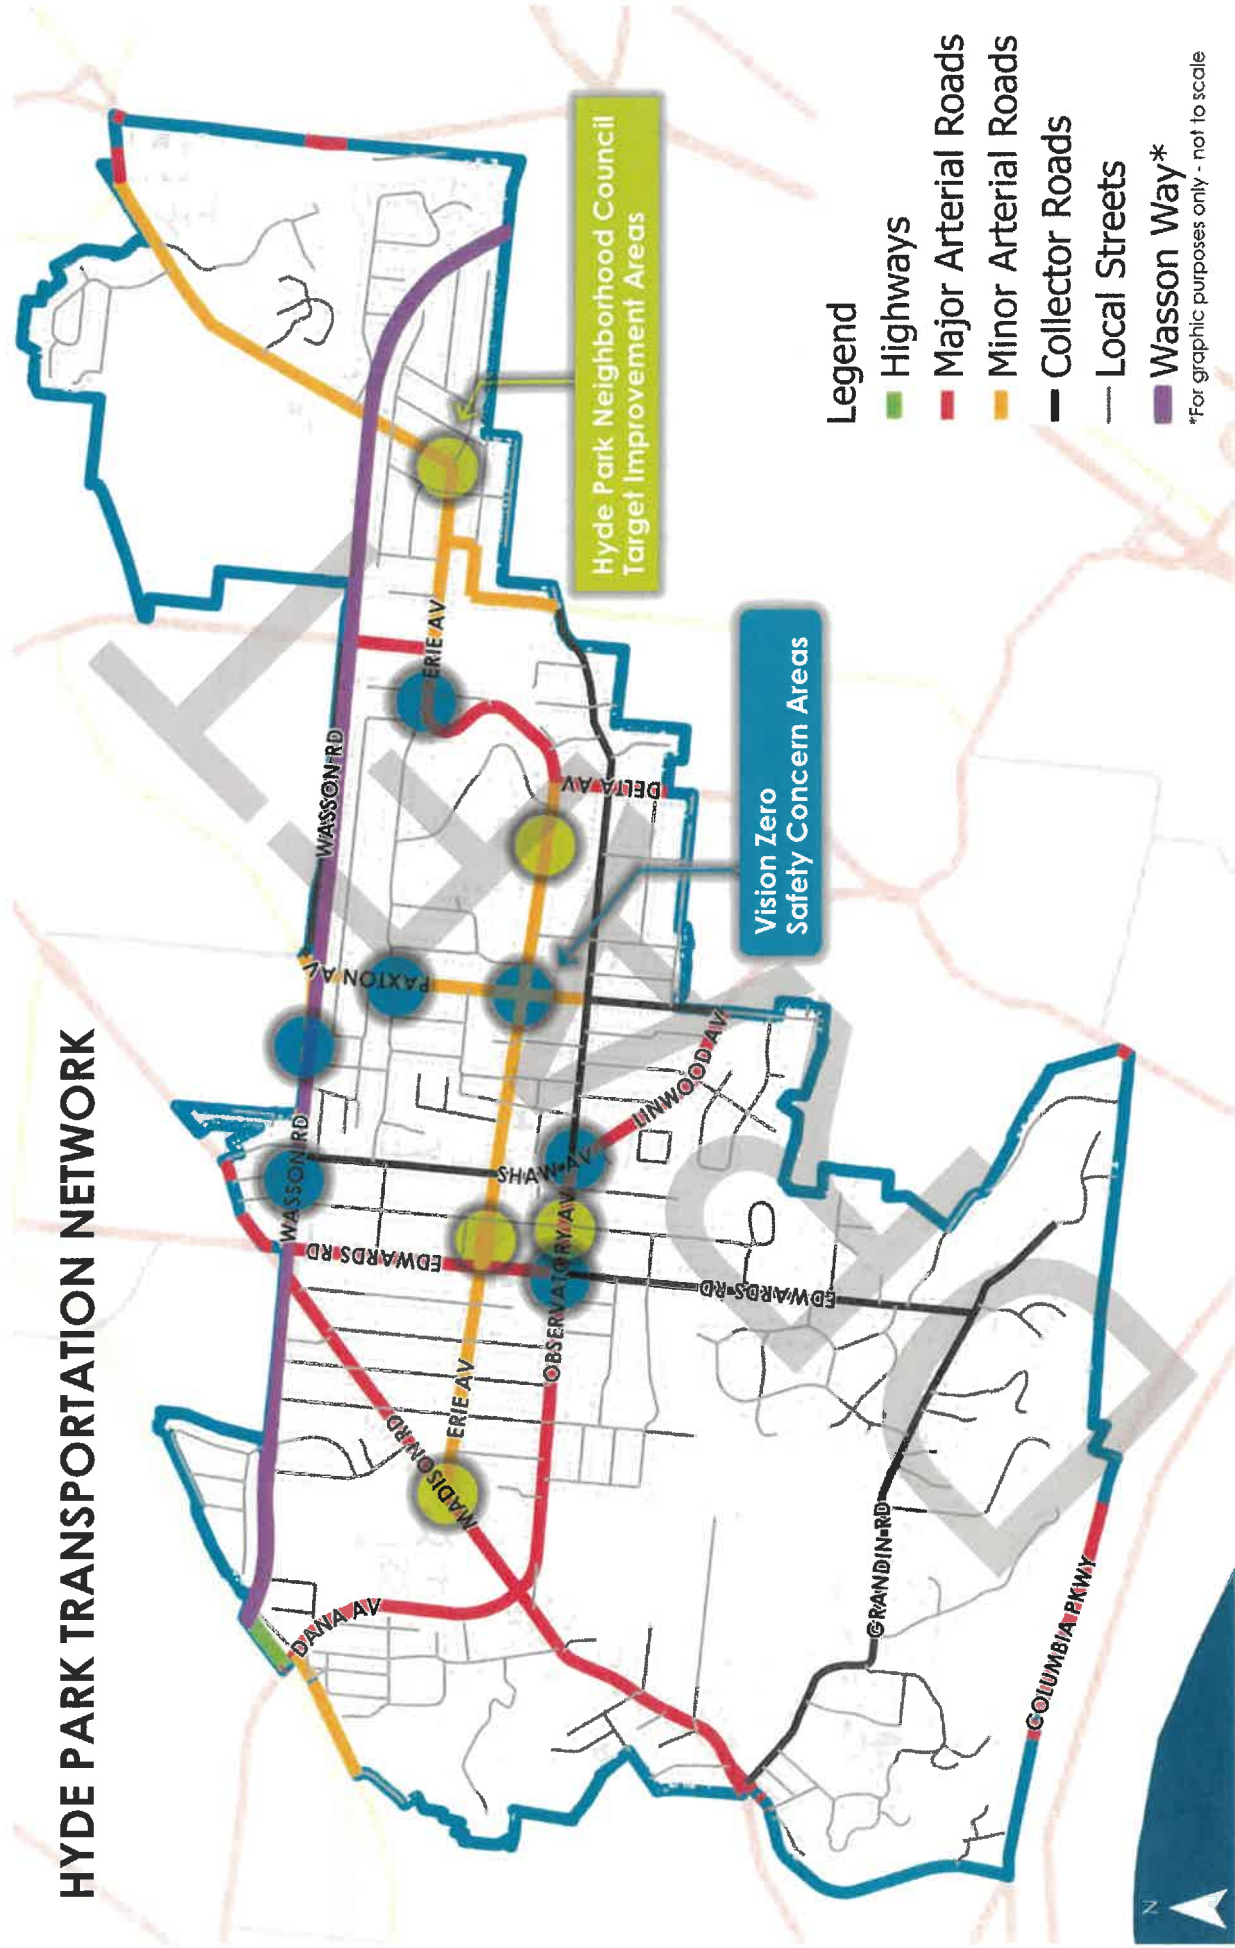 HYDE PARK TRANSPORTATION NETWORK
WASSON RD
WASSON RD
WASSON RD
PAXTON AV
ERIE AV
EDWARDS RD
SHAW AV
MADISON RD
ERIE AV
DANA AV
OBSERVATORY AV
DELTA AV
LINWOOD AV
EDWARDS RD
GRANDIN RD
COLUMBIA PKWY
Hyde Park Neighborhood Council
Target Improvement Areas
Vision Zero
Safety Concern Areas
Legend
Highways
Major Arterial Roads
Minor Arterial Roads
Collector Roads
Local Streets
Wasson Way*
*For graphic purposes only - not to scale
N
DRAFT